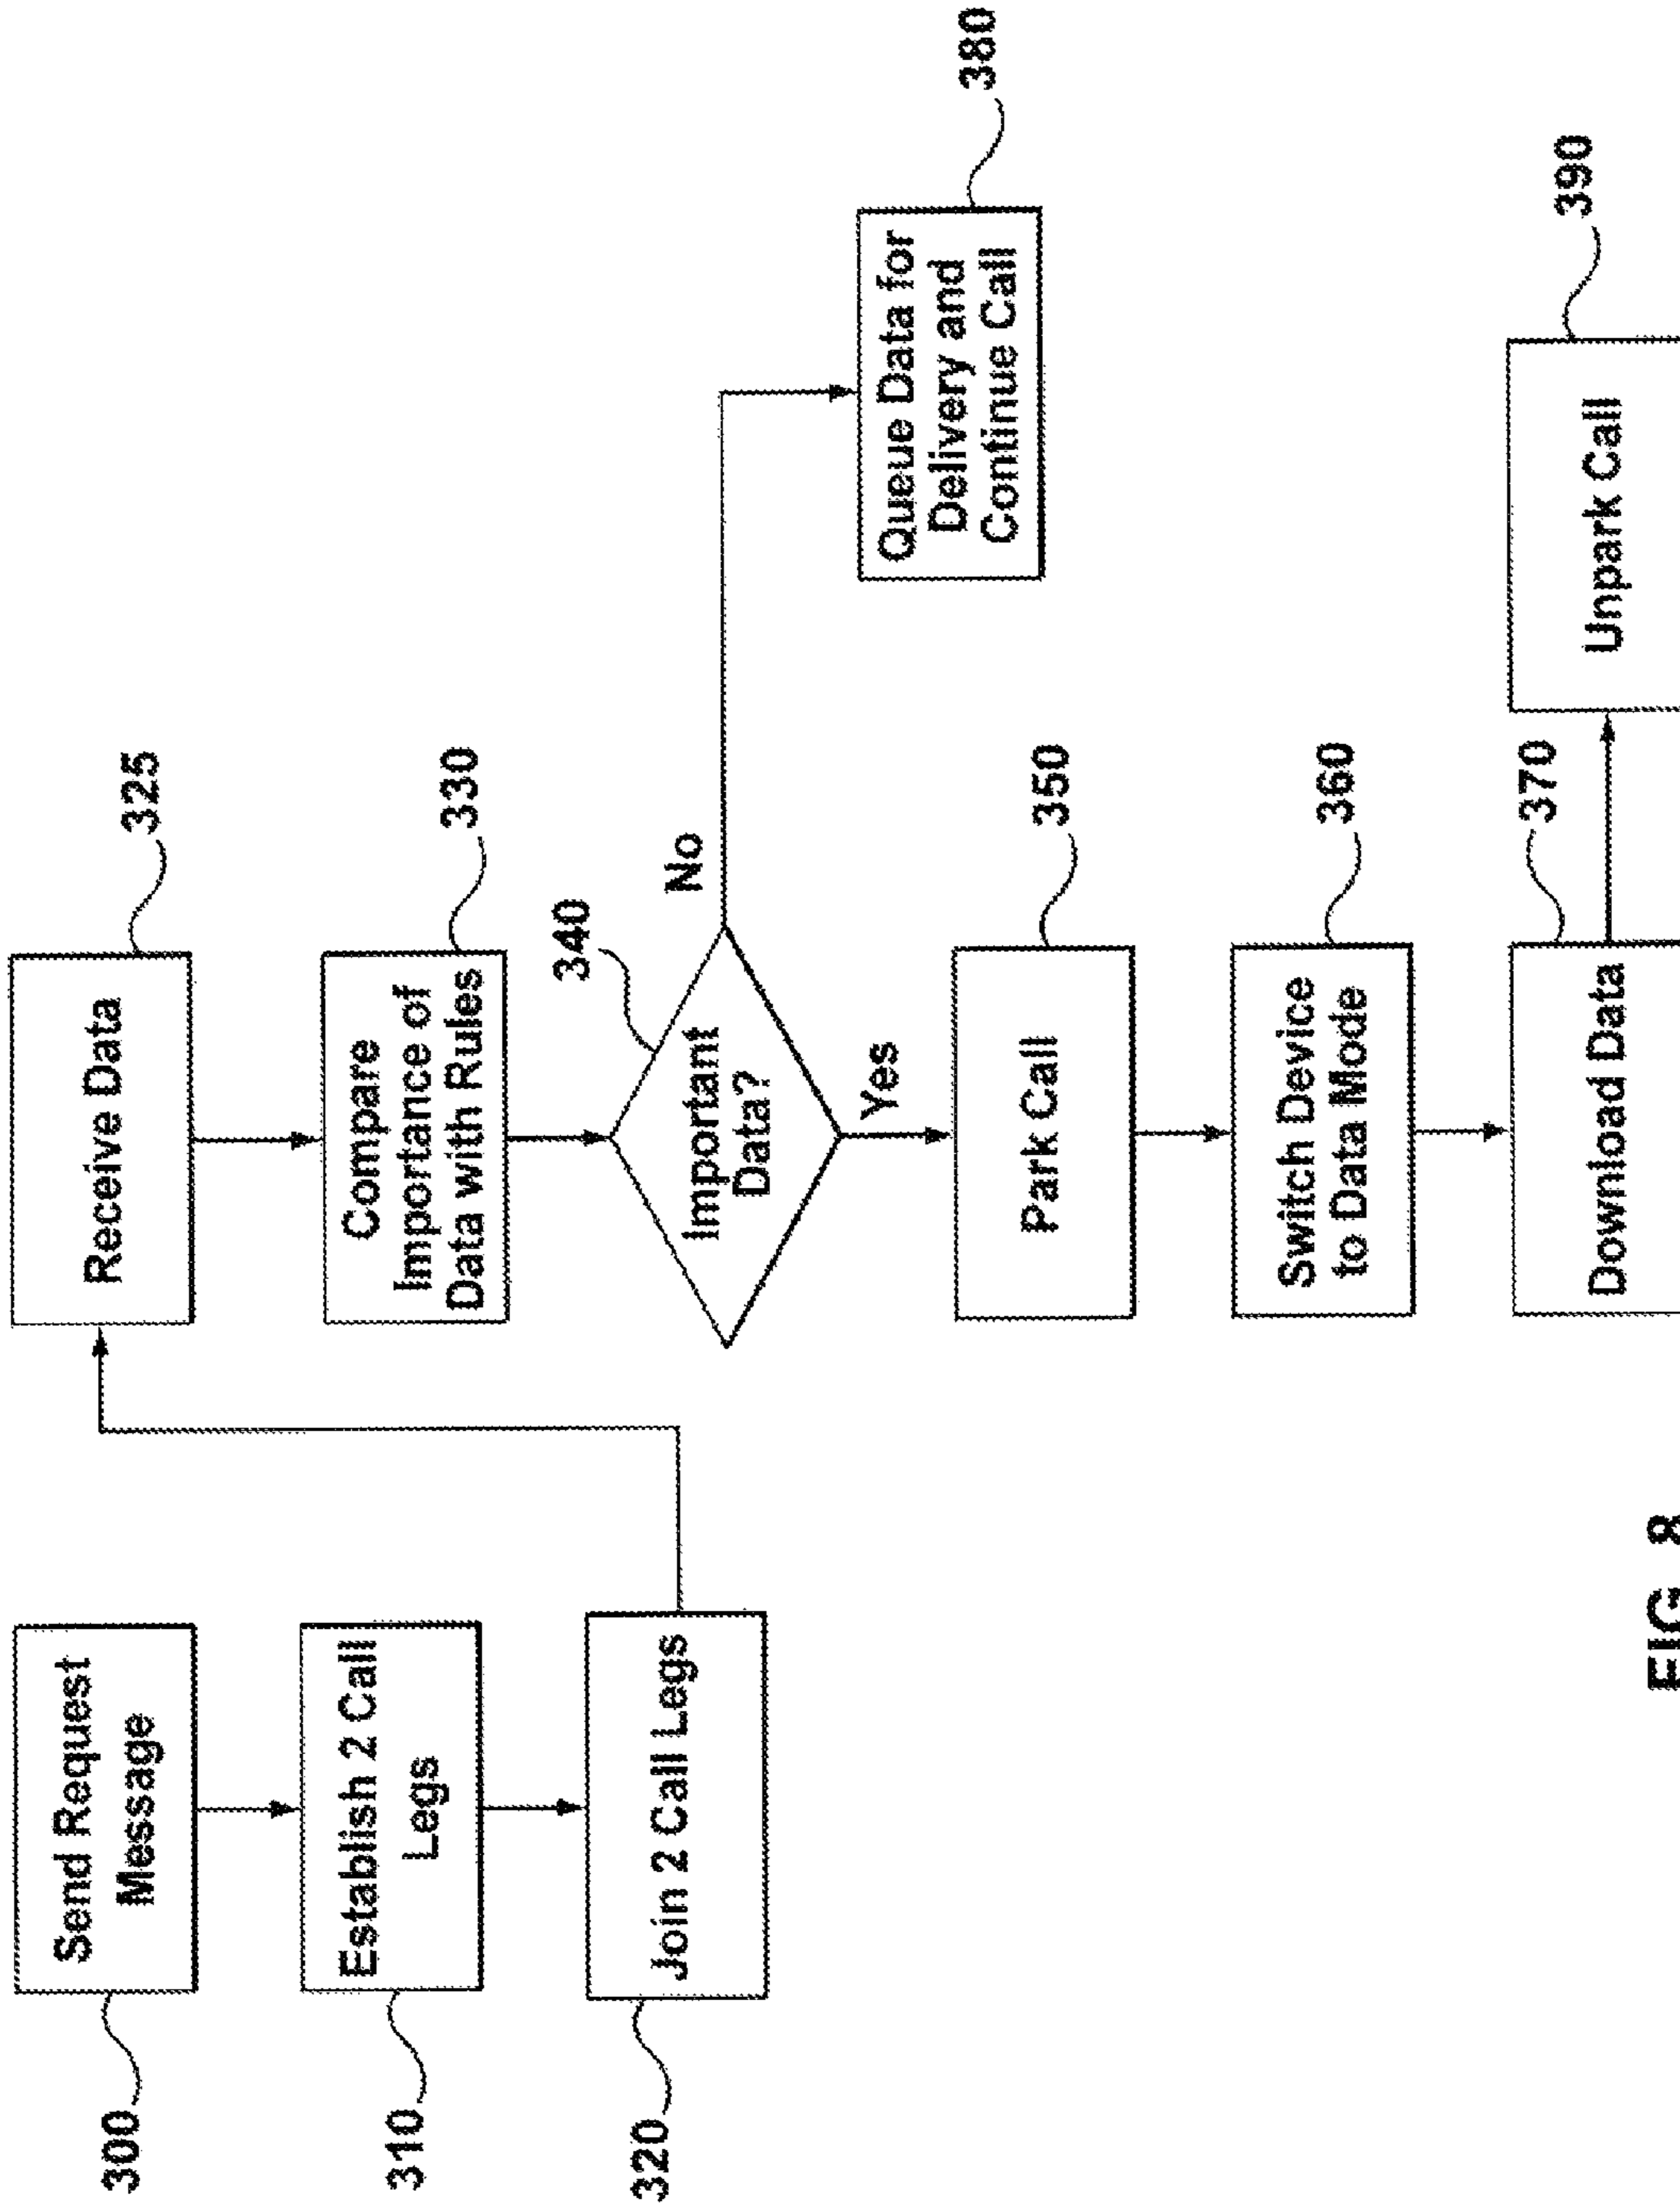 300
Send Request
Message
310
Establish 2 Call
Legs
320
Join 2 Call Legs
Receive Data
325
Compare
Importance of
Data with Rules
330
340
Important
Data?
No
Yes
Queue Data for
Delivery and
Continue Call
380
Park Call
350
Switch Device
to Data Mode
360
Download Data
370
Unpark Call
390
FIG. 8